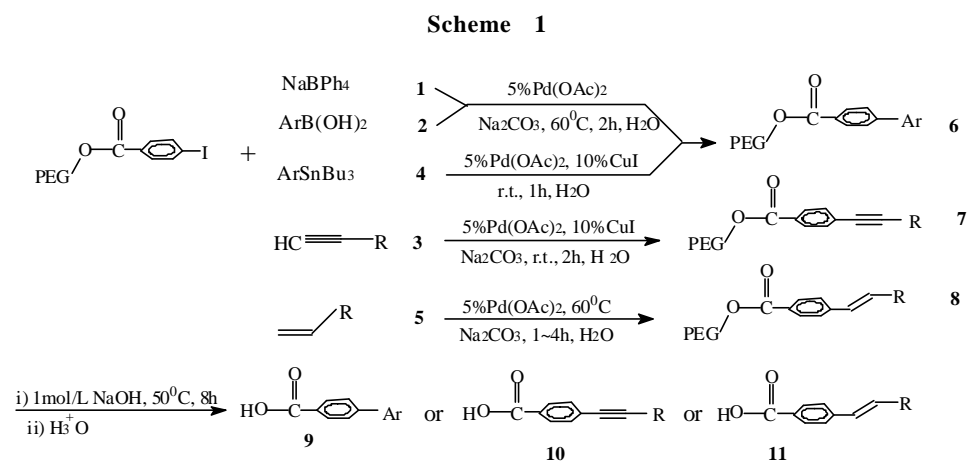 Scheme 1
NaBPh4 1
ArB(OH)2 2
5%Pd(OAc)2
Na2CO3, 60⁰C, 2h, H2O
O
O C I
PEG
+
ArSnBu3 4
5%Pd(OAc)2, 10%CuI
r.t., 1h, H2O
O
O C Ar 6
PEG
HC R 3
5%Pd(OAc)2, 10%CuI
Na2CO3, r.t., 2h, H 2O
O
O C R 7
PEG
R 5
5%Pd(OAc)2, 60⁰C
Na2CO3, 1~4h, H2O
O
O C R 8
PEG
i) 1mol/L NaOH, 50⁰C, 8h
ii) H3⁺O
O
HO C Ar
9
or
O
HO C R
10
or
O
HO C R
11